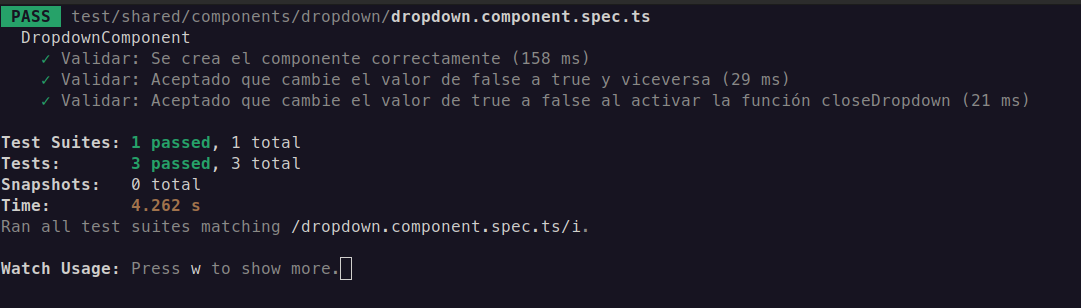 PASS test/shared/components/dropdown/dropdown.component.spec.ts
DropdownComponent
✓ Validar: Se crea el componente correctamente (158 ms)
✓ Validar: Aceptado que cambie el valor de false a true y viceversa (29 ms)
✓ Validar: Aceptado que cambie el valor de true a false al activar la función closeDropdown (21 ms)
Test Suites: 1 passed, 1 total
Tests: 3 passed, 3 total
Snapshots: 0 total
Time: 4.262 s
Ran all test suites matching /dropdown.component.spec.ts/i.
Watch Usage: Press w to show more.